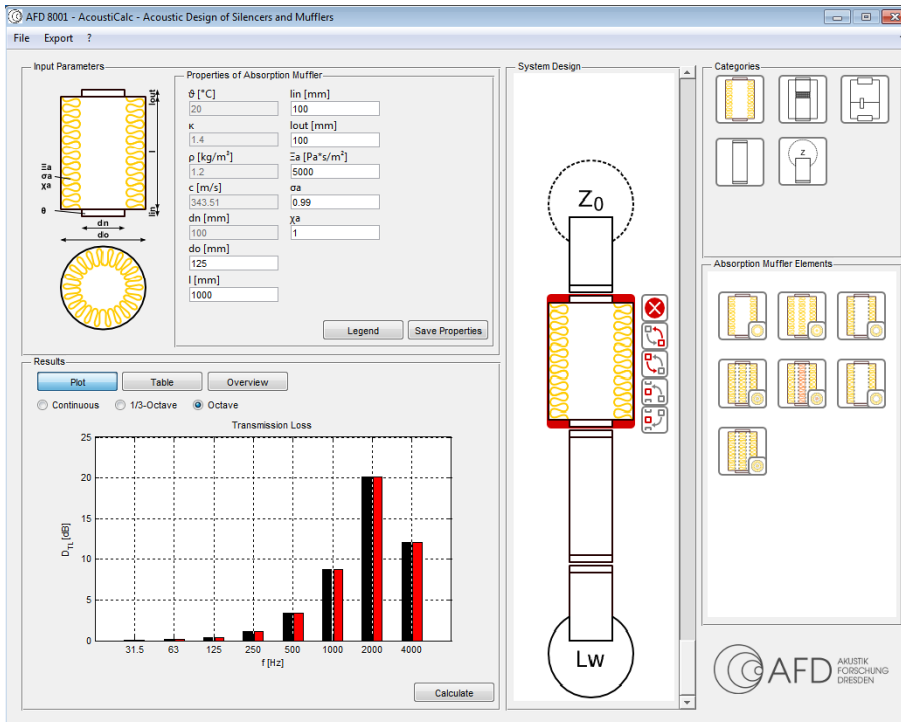 AFD 8001 - AcoustiCalc - Acoustic Design of Silencers and Mufflers
File Export ?
Input Parameters
lout
l
lin
Ξa
σa
χa
θ
dn
do
Properties of Absorption Muffler
ϑ [°C]
20
κ
1.4
ρ [kg/m³]
1.2
c [m/s]
343.51
dn [mm]
100
do [mm]
125
l [mm]
1000
lin [mm]
100
lout [mm]
100
Ξa [Pa*s/m²]
5000
σa
0.99
χa
1
Legend
Save Properties
Results
Plot
Table
Overview
Continuous
1/3-Octave
Octave
Transmission Loss
D_TL [dB]
25
20
15
10
5
0
31.5 63 125 250 500 1000 2000 4000
f [Hz]
Calculate
System Design
Z₀
Lw
Categories
Z
Absorption Muffler Elements
AFD
AKUSTIK
FORSCHUNG
DRESDEN